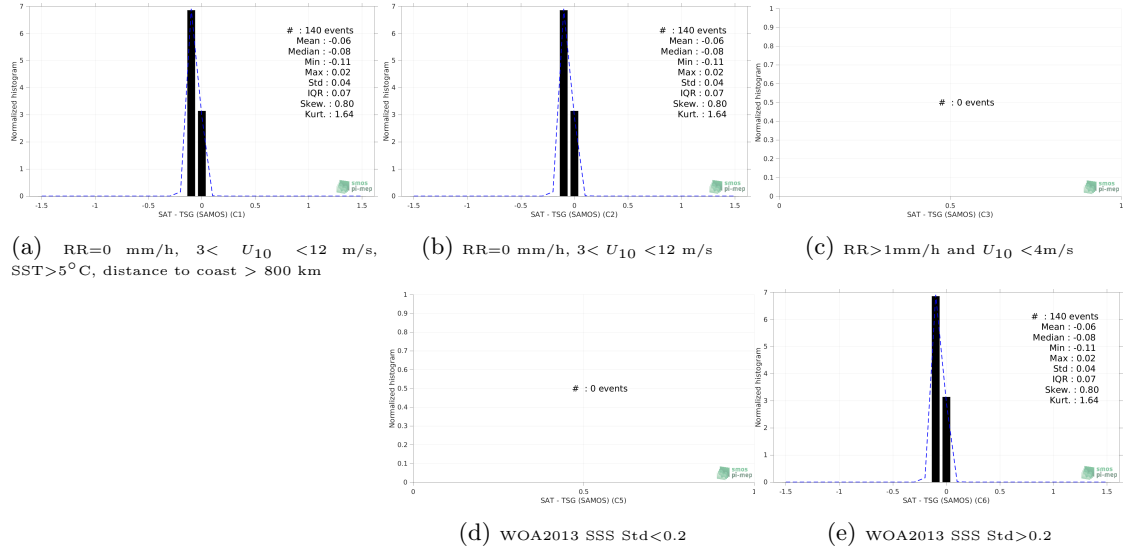 7
6
5
4
3
2
1
0
Normalized histogram
# : 140 events
Mean : -0.06
Median : -0.08
Min : -0.11
Max : 0.02
Std : 0.04
IQR : 0.07
Skew. : 0.80
Kurt. : 1.64
smos
pi-mep
-1.5 -1 -0.5 0 0.5 1 1.5
SAT - TSG (SAMOS) (C1)
(a) RR=0 mm/h, 3< U10 <12 m/s,
SST>5°C, distance to coast > 800 km
7
6
5
4
3
2
1
0
Normalized histogram
# : 140 events
Mean : -0.06
Median : -0.08
Min : -0.11
Max : 0.02
Std : 0.04
IQR : 0.07
Skew. : 0.80
Kurt. : 1.64
smos
pi-mep
-1.5 -1 -0.5 0 0.5 1 1.5
SAT - TSG (SAMOS) (C2)
(b) RR=0 mm/h, 3< U10 <12 m/s
1
0.9
0.8
0.7
0.6
0.5
0.4
0.3
0.2
0.1
0
Normalized histogram
# : 0 events
smos
pi-mep
0 0.5 1
SAT - TSG (SAMOS) (C3)
(c) RR>1mm/h and U10 <4m/s
1
0.9
0.8
0.7
0.6
0.5
0.4
0.3
0.2
0.1
0
Normalized histogram
# : 0 events
smos
pi-mep
0 0.5 1
SAT - TSG (SAMOS) (C5)
(d) WOA2013 SSS Std<0.2
7
6
5
4
3
2
1
0
Normalized histogram
# : 140 events
Mean : -0.06
Median : -0.08
Min : -0.11
Max : 0.02
Std : 0.04
IQR : 0.07
Skew. : 0.80
Kurt. : 1.64
smos
pi-mep
-1.5 -1 -0.5 0 0.5 1 1.5
SAT - TSG (SAMOS) (C6)
(e) WOA2013 SSS Std>0.2